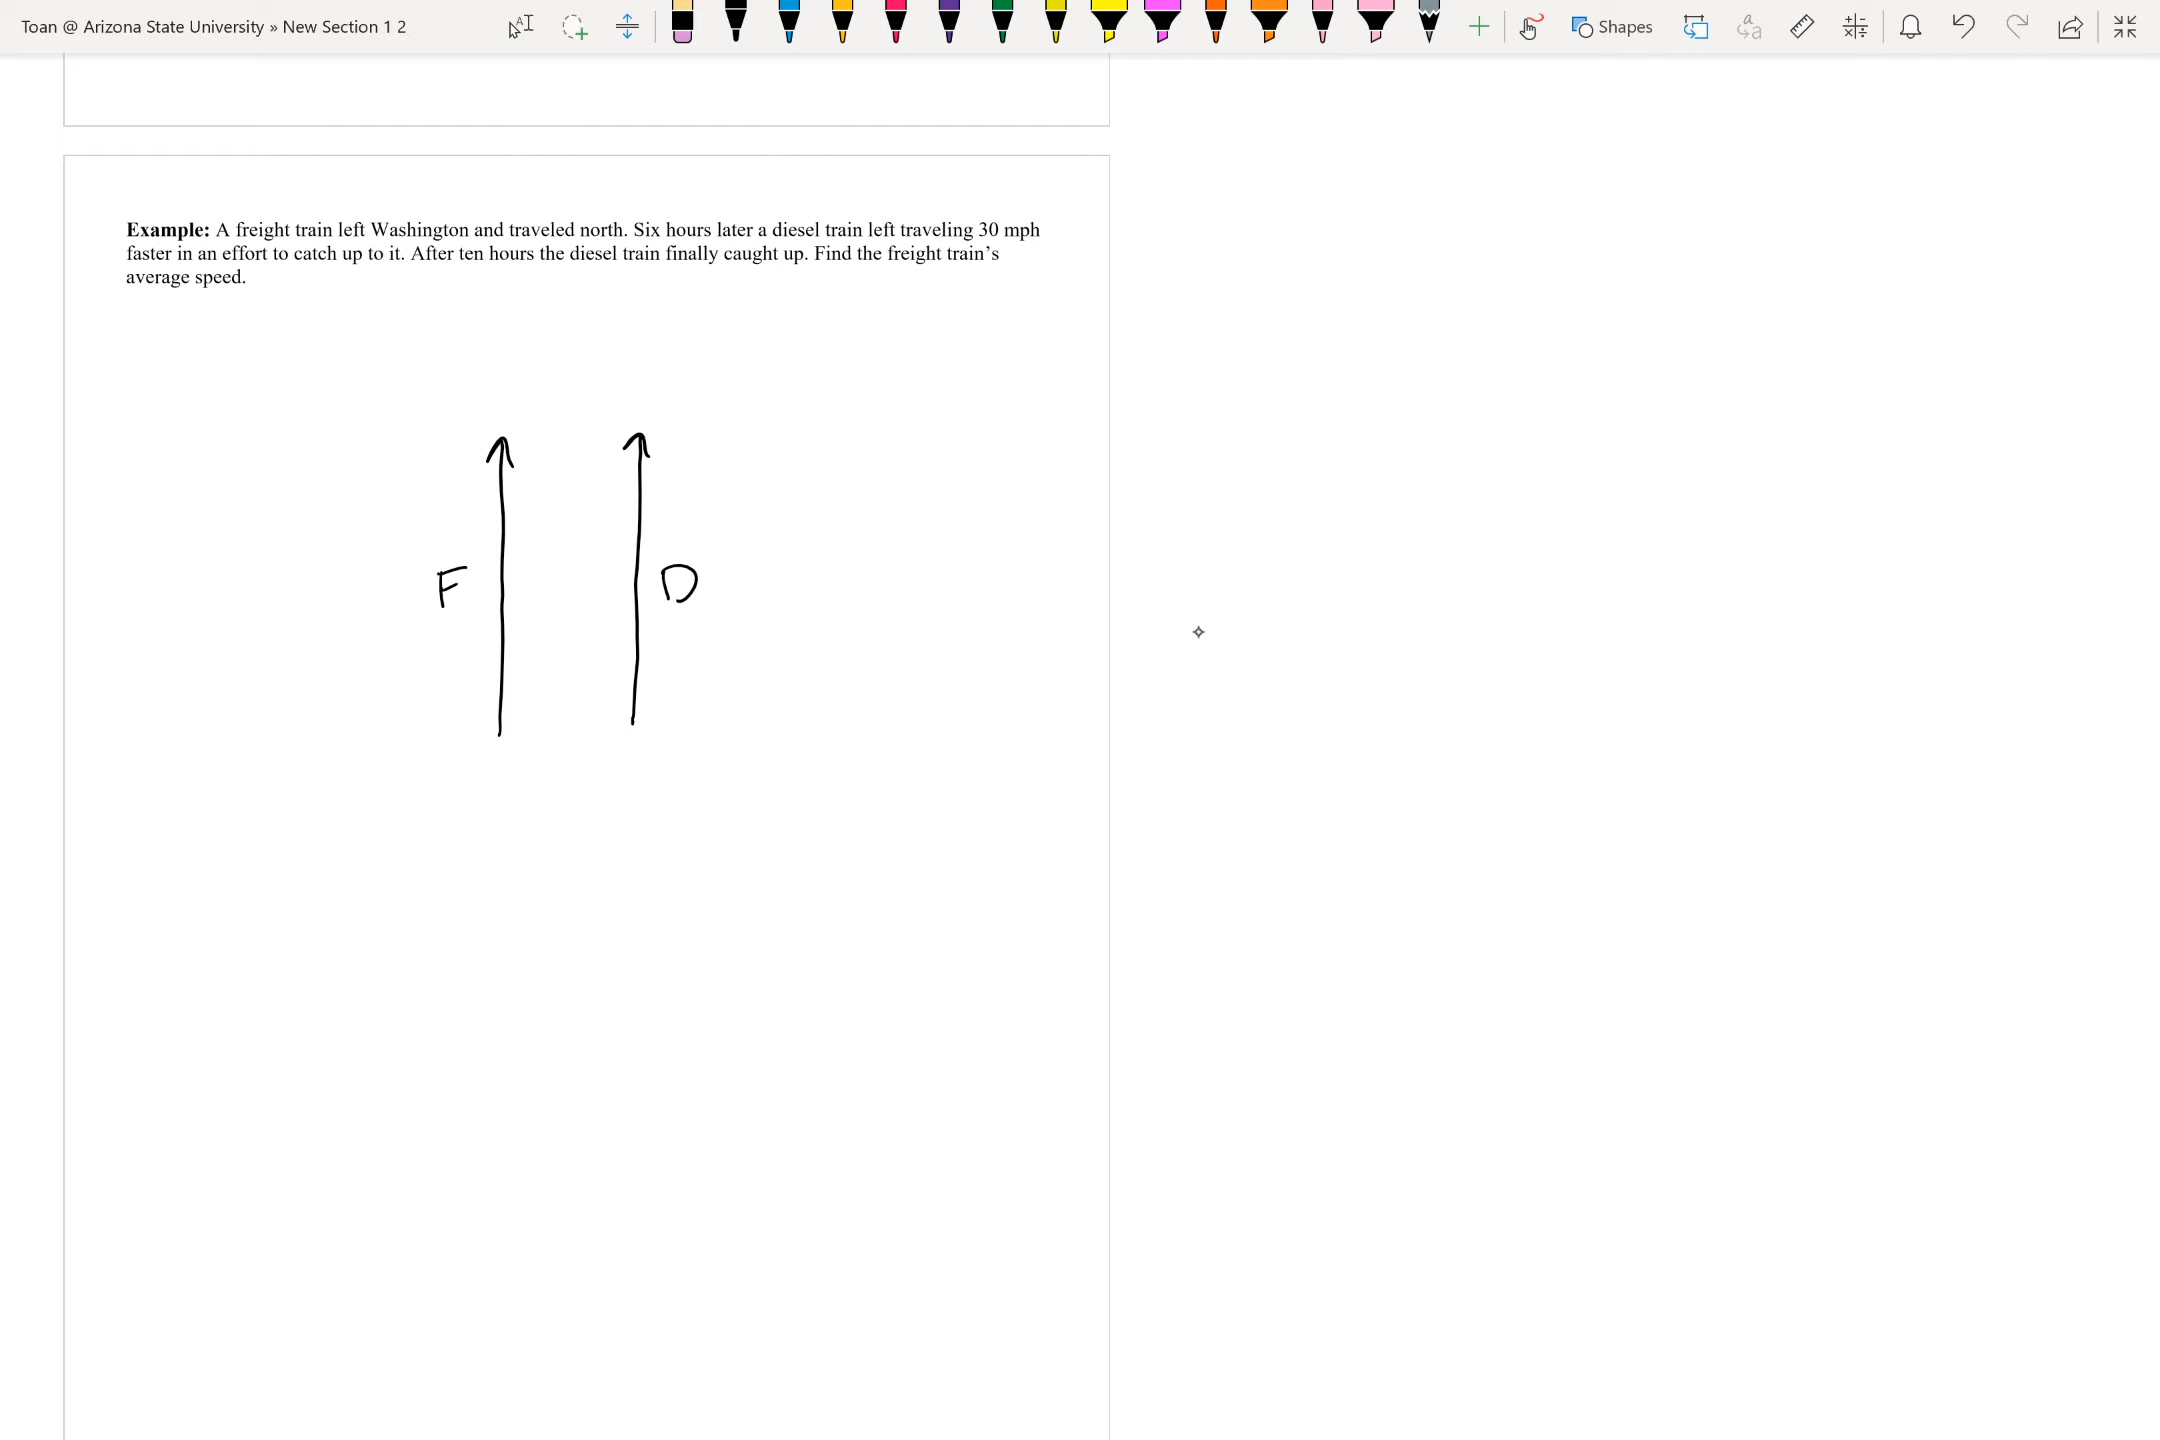 Toan @ Arizona State University » New Section 1 2
Shapes
Example: A freight train left Washington and traveled north. Six hours later a diesel train left traveling 30 mph
faster in an effort to catch up to it. After ten hours the diesel train finally caught up. Find the freight train’s
average speed.
F
D